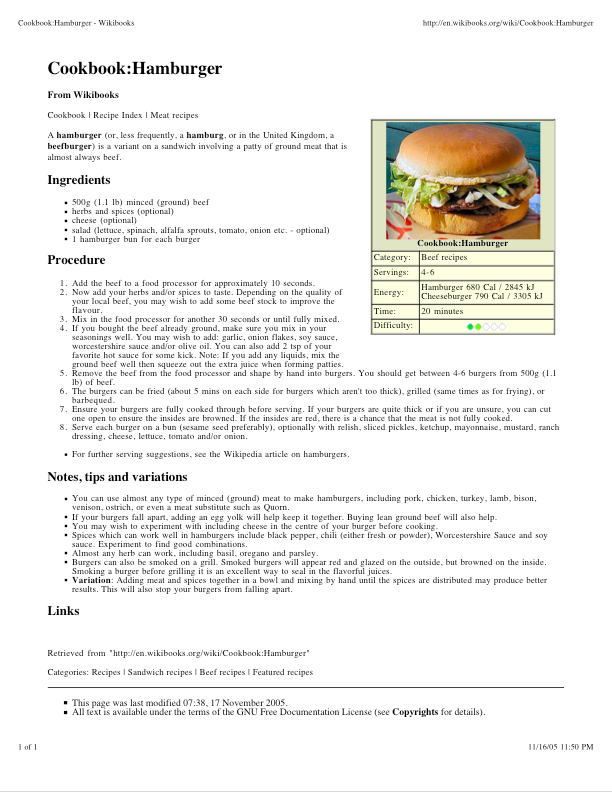 Cookbook:Hamburger - Wikibooks
http://en.wikibooks.org/wiki/Cookbook:Hamburger
Cookbook:Hamburger
From Wikibooks
Cookbook | Recipe Index | Meat recipes
A hamburger (or, less frequently, a hamburg, or in the United Kingdom, a
beefburger) is a variant on a sandwich involving a patty of ground meat that is
almost always beef.
Ingredients
• 500g (1.1 lb) minced (ground) beef
• herbs and spices (optional)
• cheese (optional)
• salad (lettuce, spinach, alfalfa sprouts, tomato, onion etc. - optional)
• 1 hamburger bun for each burger
Cookbook:Hamburger
Category: Beef recipes
Servings: 4-6
Energy: Hamburger 680 Cal / 2845 kJ
Cheeseburger 790 Cal / 3305 kJ
Time: 20 minutes
Difficulty:
Procedure
1. Add the beef to a food processor for approximately 10 seconds.
2. Now add your herbs and/or spices to taste. Depending on the quality of
your local beef, you may wish to add some beef stock to improve the
flavour.
3. Mix in the food processor for another 30 seconds or until fully mixed.
4. If you bought the beef already ground, make sure you mix in your
seasonings well. You may wish to add: garlic, onion flakes, soy sauce,
worcestershire sauce and/or olive oil. You can also add 2 tsp of your
favorite hot sauce for some kick. Note: If you add any liquids, mix the
ground beef well then squeeze out the extra juice when forming patties.
5. Remove the beef from the food processor and shape by hand into burgers. You should get between 4-6 burgers from 500g (1.1
lb) of beef.
6. The burgers can be fried (about 5 mins on each side for burgers which aren't too thick), grilled (same times as for frying), or
barbequed.
7. Ensure your burgers are fully cooked through before serving. If your burgers are quite thick or if you are unsure, you can cut
one open to ensure the insides are browned. If the insides are red, there is a chance that the meat is not fully cooked.
8. Serve each burger on a bun (sesame seed preferably), optionally with relish, sliced pickles, ketchup, mayonnaise, mustard, ranch
dressing, cheese, lettuce, tomato and/or onion.
• For further serving suggestions, see the Wikipedia article on hamburgers.
Notes, tips and variations
• You can use almost any type of minced (ground) meat to make hamburgers, including pork, chicken, turkey, lamb, bison,
venison, ostrich, or even a meat substitute such as Quorn.
• If your burgers fall apart, adding an egg yolk will help keep it together. Buying lean ground beef will also help.
• You may wish to experiment with including cheese in the centre of your burger before cooking.
• Spices which can work well in hamburgers include black pepper, chili (either fresh or powder), Worcestershire Sauce and soy
sauce. Experiment to find good combinations.
• Almost any herb can work, including basil, oregano and parsley.
• Burgers can also be smoked on a grill. Smoked burgers will appear red and glazed on the outside, but browned on the inside.
Smoking a burger before grilling it is an excellent way to seal in the flavorful juices.
• Variation: Adding meat and spices together in a bowl and mixing by hand until the spices are distributed may produce better
results. This will also stop your burgers from falling apart.
Links
Retrieved from "http://en.wikibooks.org/wiki/Cookbook:Hamburger"
Categories: Recipes | Sandwich recipes | Beef recipes | Featured recipes
■ This page was last modified 07:38, 17 November 2005.
■ All text is available under the terms of the GNU Free Documentation License (see Copyrights for details).
1 of 1
11/16/05 11:50 PM